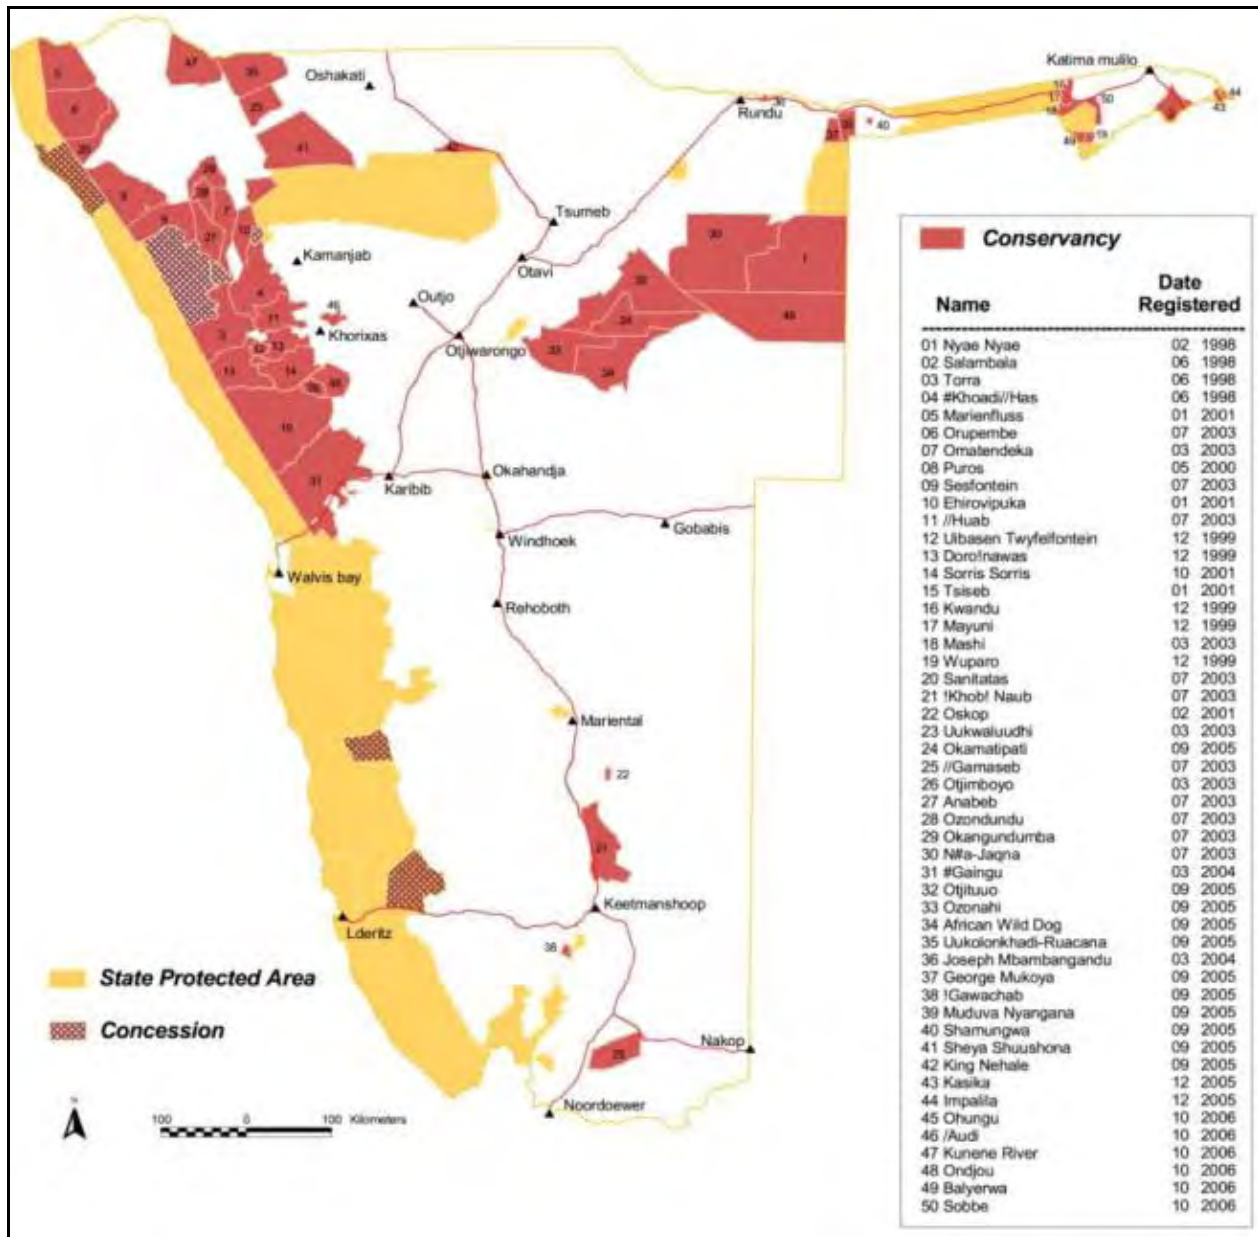 Katima mulilo
Oshakati
Rundu
Tsumeb
Kamanjab
Otavi
Outjo
Khorixas
Otjiwarongo
Karibib
Okahandja
Gobabis
Windhoek
Walvis bay
Rehoboth
Mariental
22
Keetmanshoop
Lderitz
Nakop
Noordoewer
State Protected Area
Concession
N
100 0 100 Kilometers
Conservancy
Name Date Registered
01 Nyae Nyae 02 1998
02 Salambala 06 1998
03 Torra 06 1998
04 #Khoadi//Has 06 1998
05 Marienfluss 01 2001
06 Orupembe 07 2003
07 Omatendeka 03 2003
08 Puros 05 2000
09 Sesfontein 07 2003
10 Ehirovipuka 01 2001
11 //Huab 07 2003
12 Uibasen Twyfelfontein 12 1999
13 Doro!nawas 12 1999
14 Sorris Sorris 10 2001
15 Tsiseb 01 2001
16 Kwandu 12 1999
17 Mayuni 12 1999
18 Mashi 03 2003
19 Wuparo 12 1999
20 Sanitatas 07 2003
21 !Khob! Naub 07 2003
22 Oskop 02 2001
23 Uukwaluudhi 03 2003
24 Okamatipati 09 2005
25 //Gamaseb 07 2003
26 Otjimboyo 03 2003
27 Anabeb 07 2003
28 Ozondundu 07 2003
29 Okangundumba 07 2003
30 N#a-Jaqna 07 2003
31 #Gaingu 03 2004
32 Otjituuo 09 2005
33 Ozonahi 09 2005
34 African Wild Dog 09 2005
35 Uukolonkhadi-Ruacana 09 2005
36 Joseph Mbambangandu 03 2004
37 George Mukoya 09 2005
38 !Gawachab 09 2005
39 Muduva Nyangana 09 2005
40 Shamungwa 09 2005
41 Sheya Shuushona 09 2005
42 King Nehale 09 2005
43 Kasika 12 2005
44 Impalila 12 2005
45 Ohungu 10 2006
46 /Audi 10 2006
47 Kunene River 10 2006
48 Ondjou 10 2006
49 Balyerwa 10 2006
50 Sobbe 10 2006